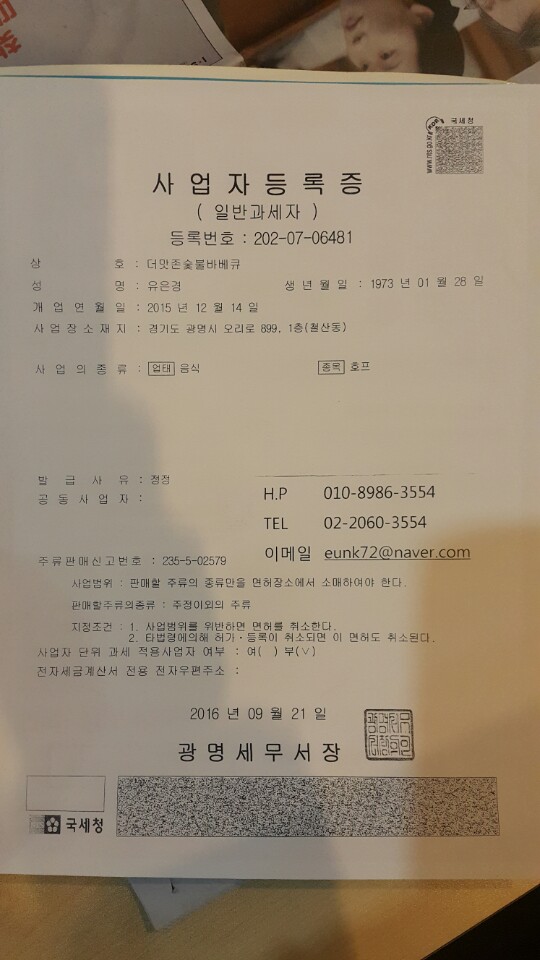 국세청
www.nts.go.kr
사업자등록증
( 일반과세자 )
등록번호 : 202-07-06481
상 호 : 더맛존숯불바베큐
성 명 : 유은경 생 년 월 일 : 1973 년 01 월 28 일
개 업 연 월 일 : 2015 년 12 월 14 일
사 업 장 소 재 지 : 경기도 광명시 오리로 899, 1층(철산동)
사 업 의 종 류 : 업태 음식 종목 호프
발 급 사 유 : 정정
공 동 사 업 자 :
H.P 010-8986-3554
TEL 02-2060-3554
이메일 eunk72@naver.com
주류판매신고번호 : 235-5-02579
사업범위 : 판매할 주류의 종류만을 면허장소에서 소매하여야 한다.
판매할주류의종류 : 주정이외의 주류
지정조건 : 1. 사업범위를 위반하면 면허를 취소한다.
2. 타법령에의해 허가·등록이 취소되면 이 면허도 취소된다.
사업자 단위 과세 적용사업자 여부 : 여( ) 부(∨)
전자세금계산서 전용 전자우편주소 :
2016 년 09 월 21 일
광명세무서장
국세청